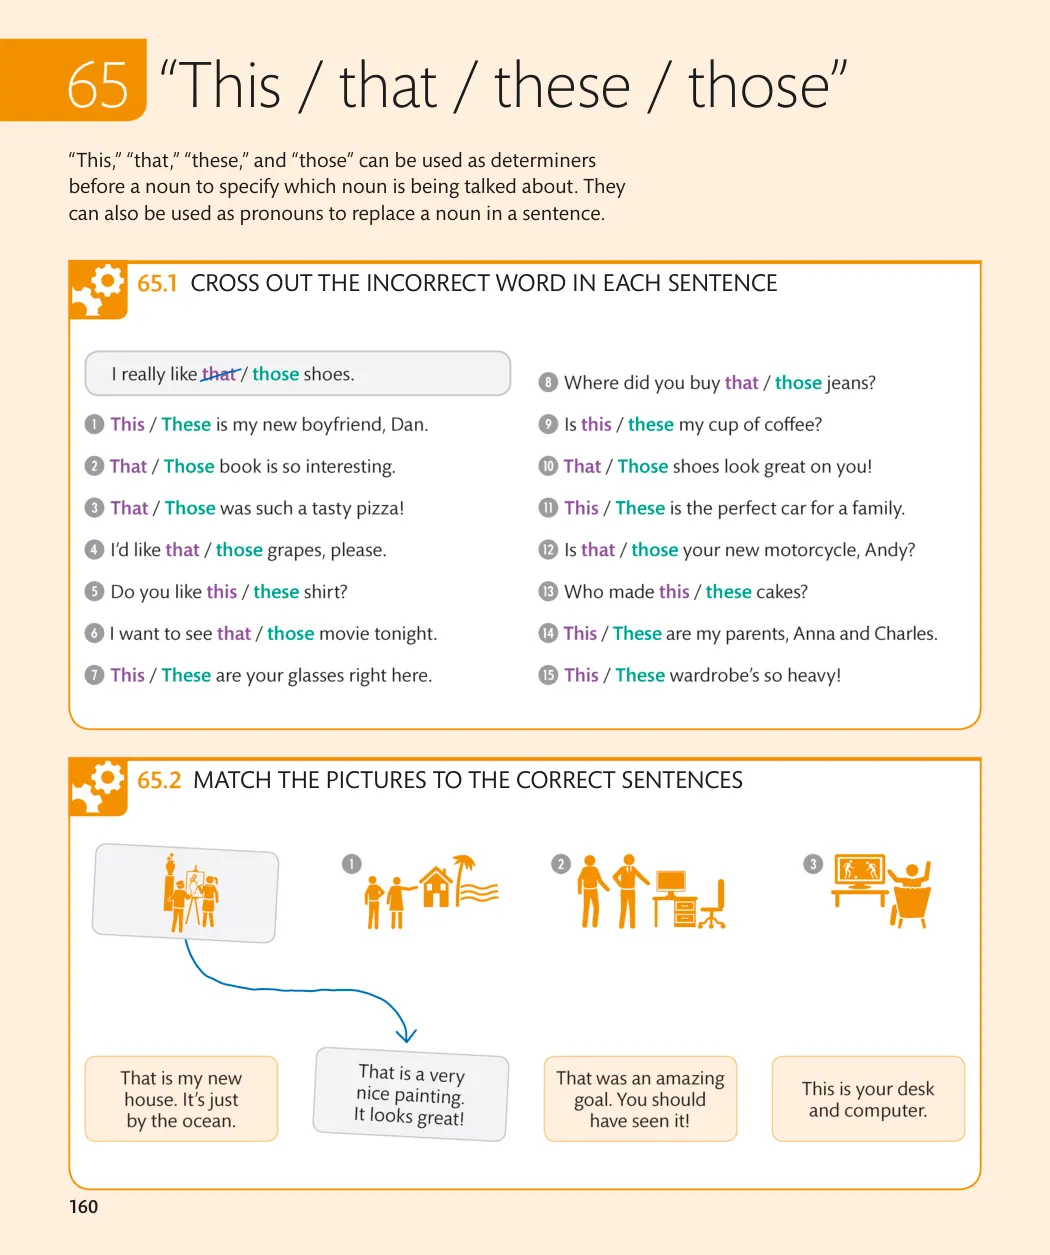 65 “This / that / these / those”
“This,” “that,” “these,” and “those” can be used as determiners
before a noun to specify which noun is being talked about. They
can also be used as pronouns to replace a noun in a sentence.
65.1 CROSS OUT THE INCORRECT WORD IN EACH SENTENCE
I really like that / those shoes.
1 This / These is my new boyfriend, Dan.
2 That / Those book is so interesting.
3 That / Those was such a tasty pizza!
4 I’d like that / those grapes, please.
5 Do you like this / these shirt?
6 I want to see that / those movie tonight.
7 This / These are your glasses right here.
8 Where did you buy that / those jeans?
9 Is this / these my cup of coffee?
10 That / Those shoes look great on you!
11 This / These is the perfect car for a family.
12 Is that / those your new motorcycle, Andy?
13 Who made this / these cakes?
14 This / These are my parents, Anna and Charles.
15 This / These wardrobe’s so heavy!
65.2 MATCH THE PICTURES TO THE CORRECT SENTENCES
1
2
3
That is my new
house. It’s just
by the ocean.
That is a very
nice painting.
It looks great!
That was an amazing
goal. You should
have seen it!
This is your desk
and computer.
160